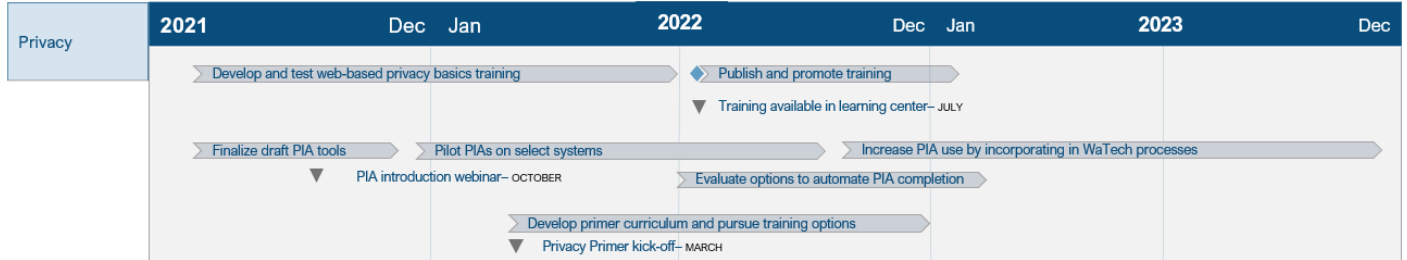 Privacy
2021 Dec Jan 2022 Dec Jan 2023 Dec
Develop and test web-based privacy basics training
Publish and promote training
Training available in learning center– JULY
Finalize draft PIA tools
Pilot PIAs on select systems
Increase PIA use by incorporating in WaTech processes
PIA introduction webinar– OCTOBER
Evaluate options to automate PIA completion
Develop primer curriculum and pursue training options
Privacy Primer kick-off– MARCH